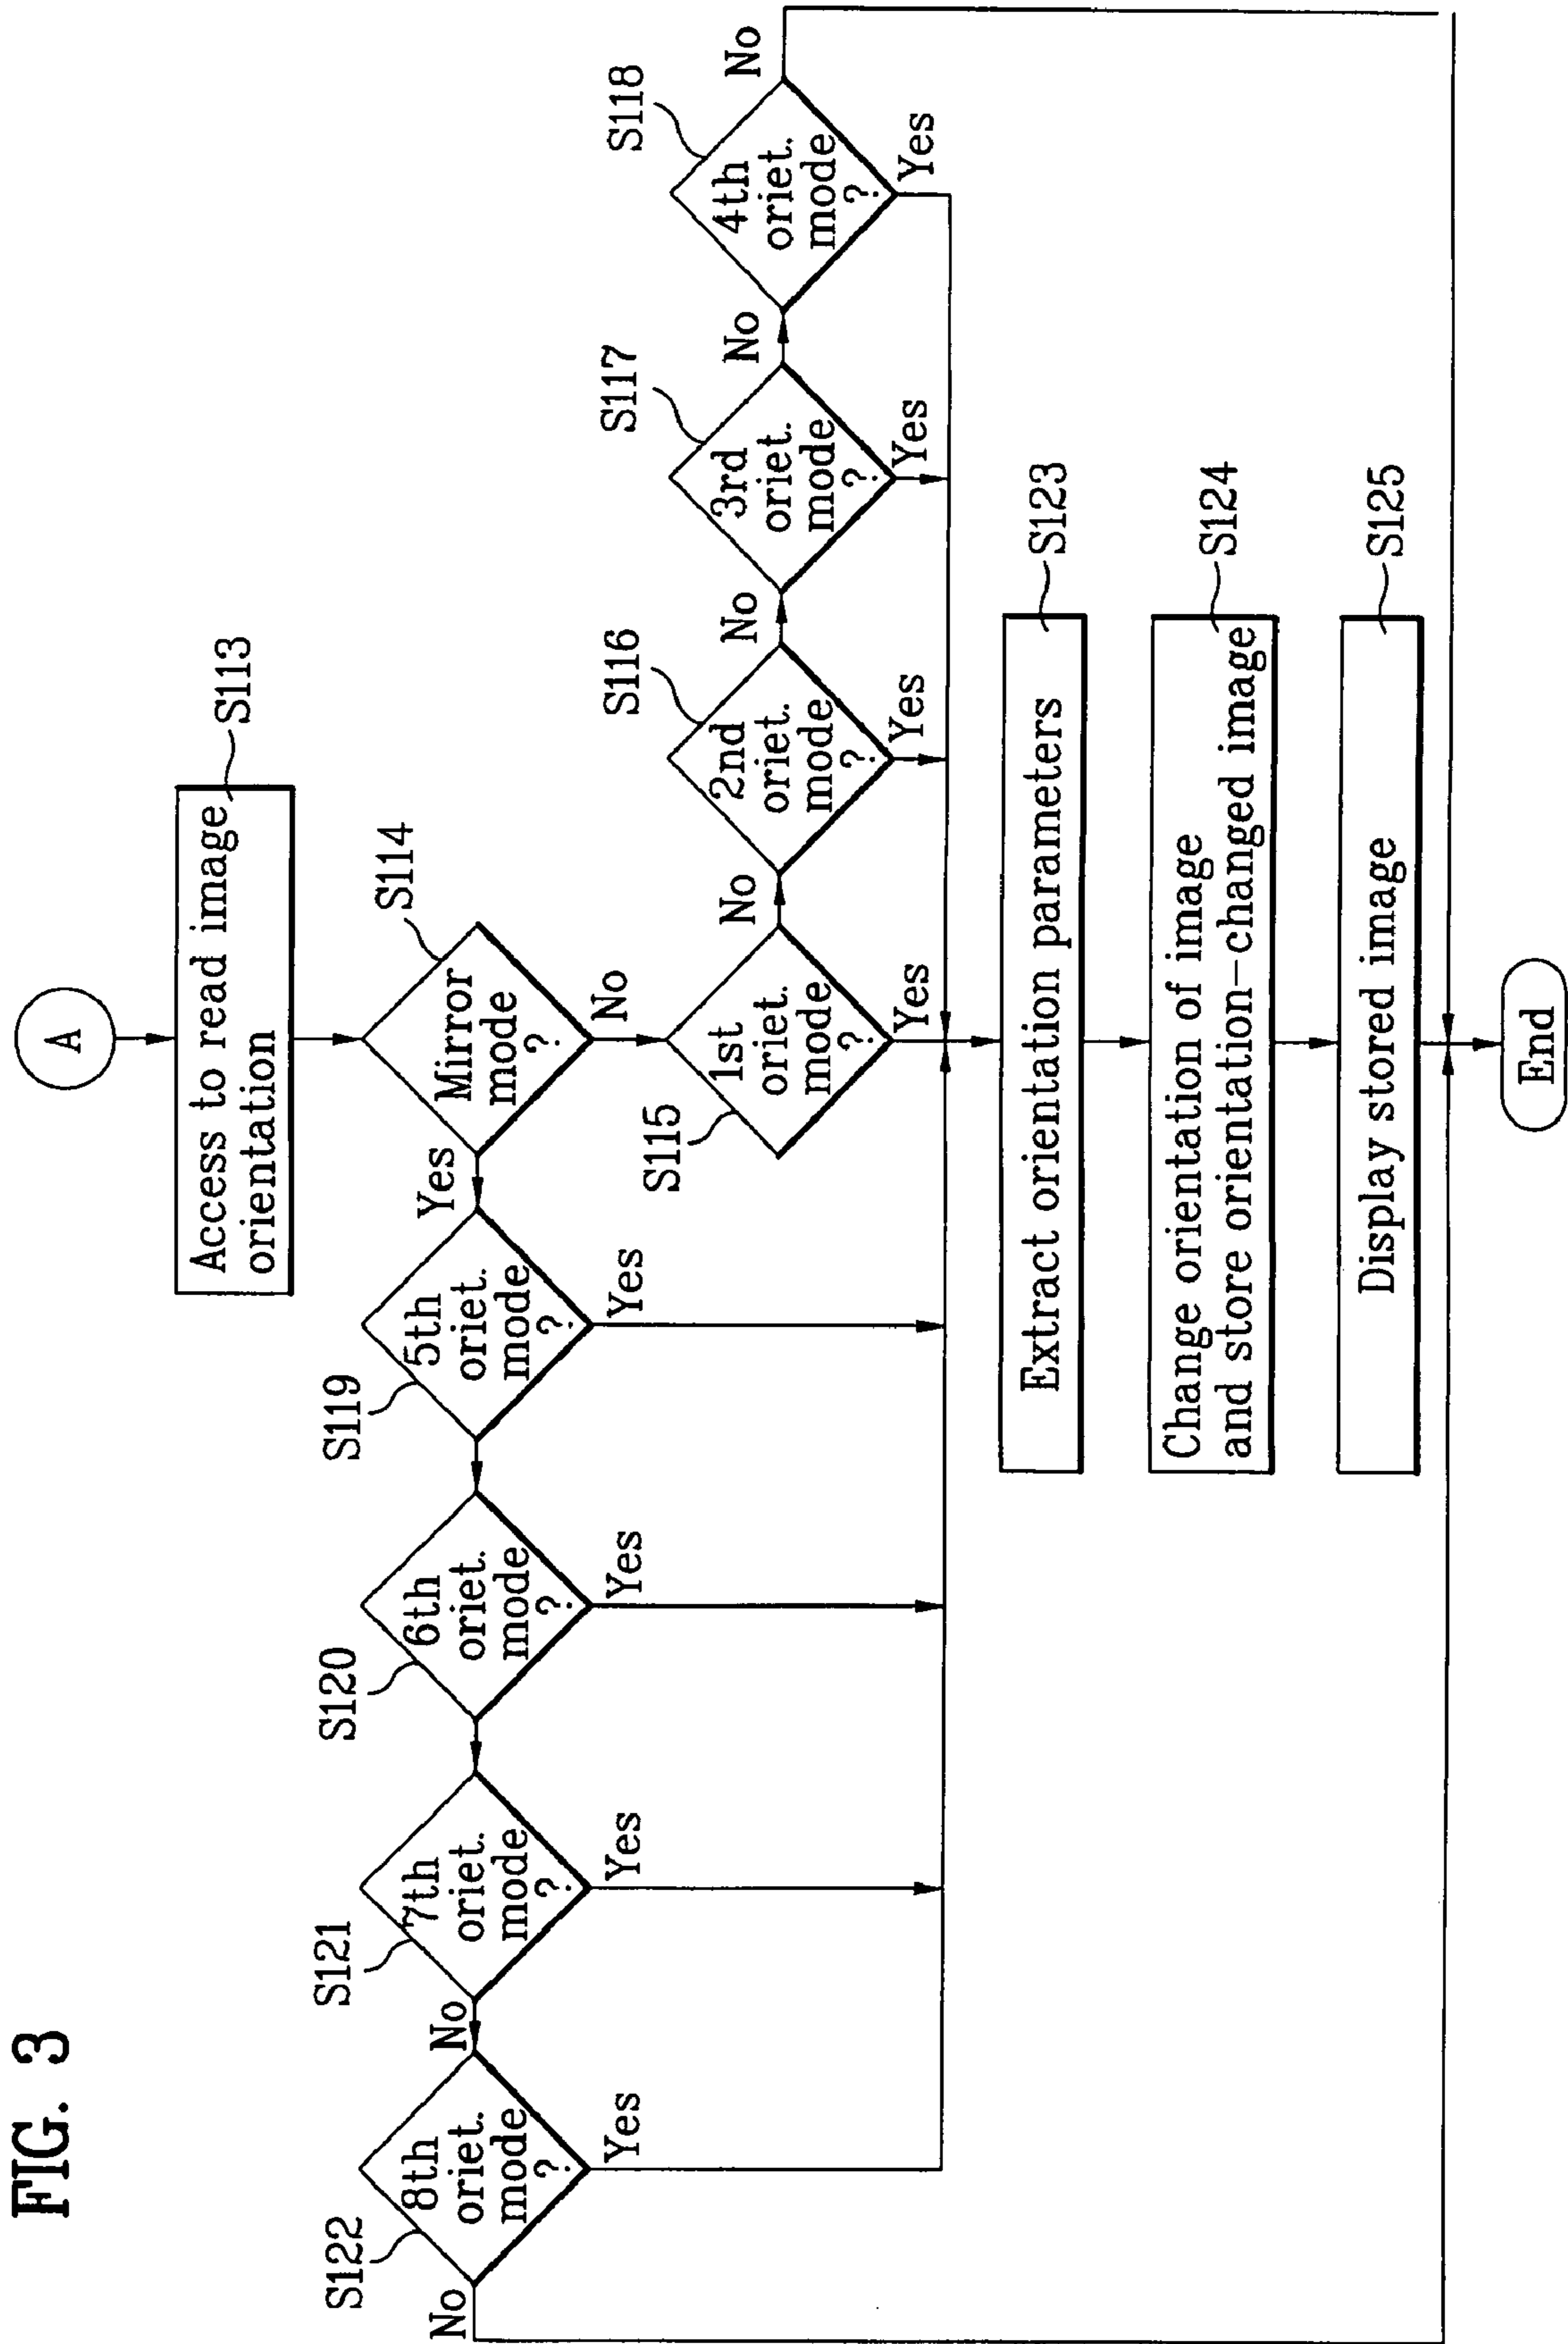 FIG. 3
A
Access to read image
orientation
S113
Mirror
mode
?
S114
Yes
No
5th
oriet.
mode
?
S119
Yes
6th
oriet.
mode
?
S120
Yes
7th
oriet.
mode
?
S121
Yes
No
8th
oriet.
mode
?
S122
Yes
No
1st
oriet.
mode
?
S115
Yes
No
2nd
oriet.
mode
?
S116
Yes
No
3rd
oriet.
mode
?
S117
Yes
No
4th
oriet.
mode
?
S118
Yes
No
Extract orientation parameters
S123
Change orientation of image
and store orientation-changed image
S124
Display stored image
S125
End